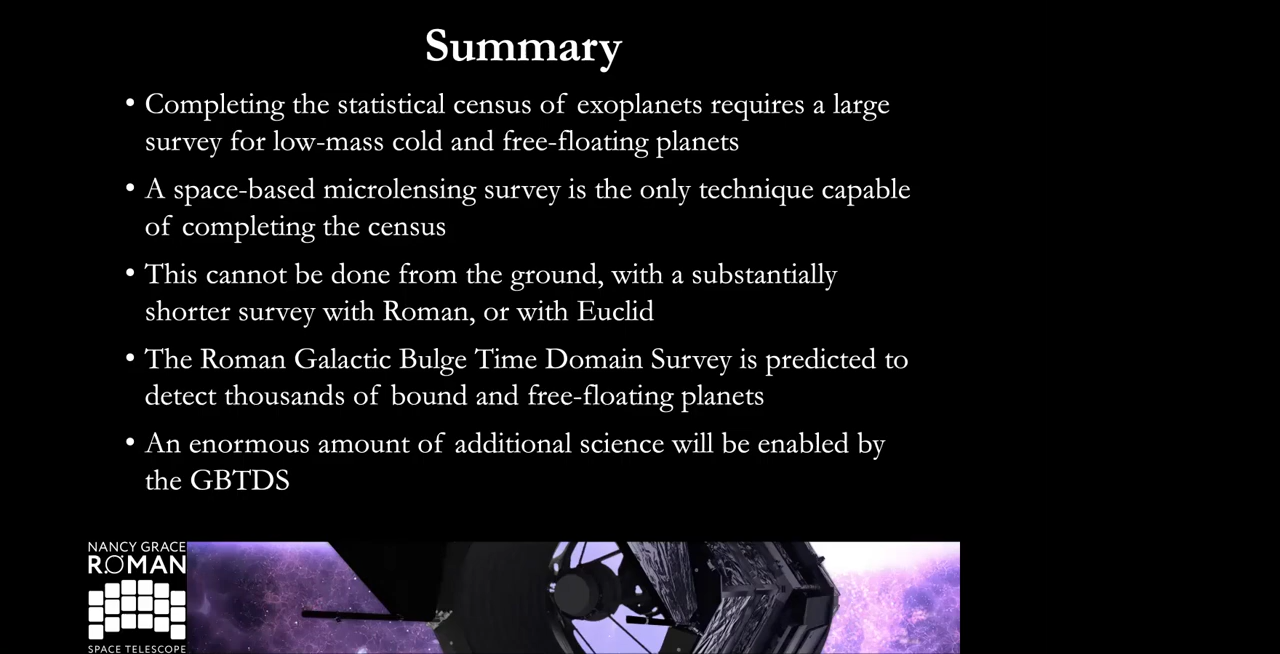 Summary
• Completing the statistical census of exoplanets requires a large
survey for low-mass cold and free-floating planets
• A space-based microlensing survey is the only technique capable
of completing the census
• This cannot be done from the ground, with a substantially
shorter survey with Roman, or with Euclid
• The Roman Galactic Bulge Time Domain Survey is predicted to
detect thousands of bound and free-floating planets
• An enormous amount of additional science will be enabled by
the GBTDS
NANCY GRACE
ROMAN
SPACE TELESCOPE